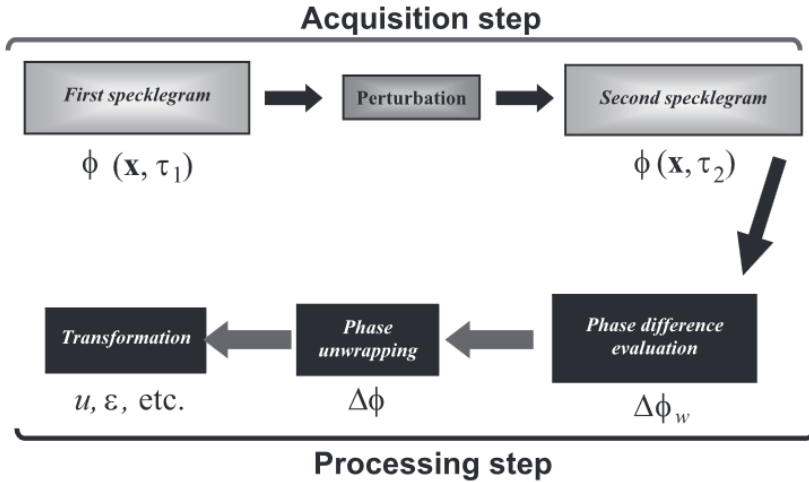 Acquisition step
First specklegram
Perturbation
Second specklegram
ϕ (x, τ₁)
ϕ (x, τ₂)
Transformation
Phase
unwrapping
Phase difference
evaluation
u, ε, etc.
Δϕ
Δϕ_w
Processing step